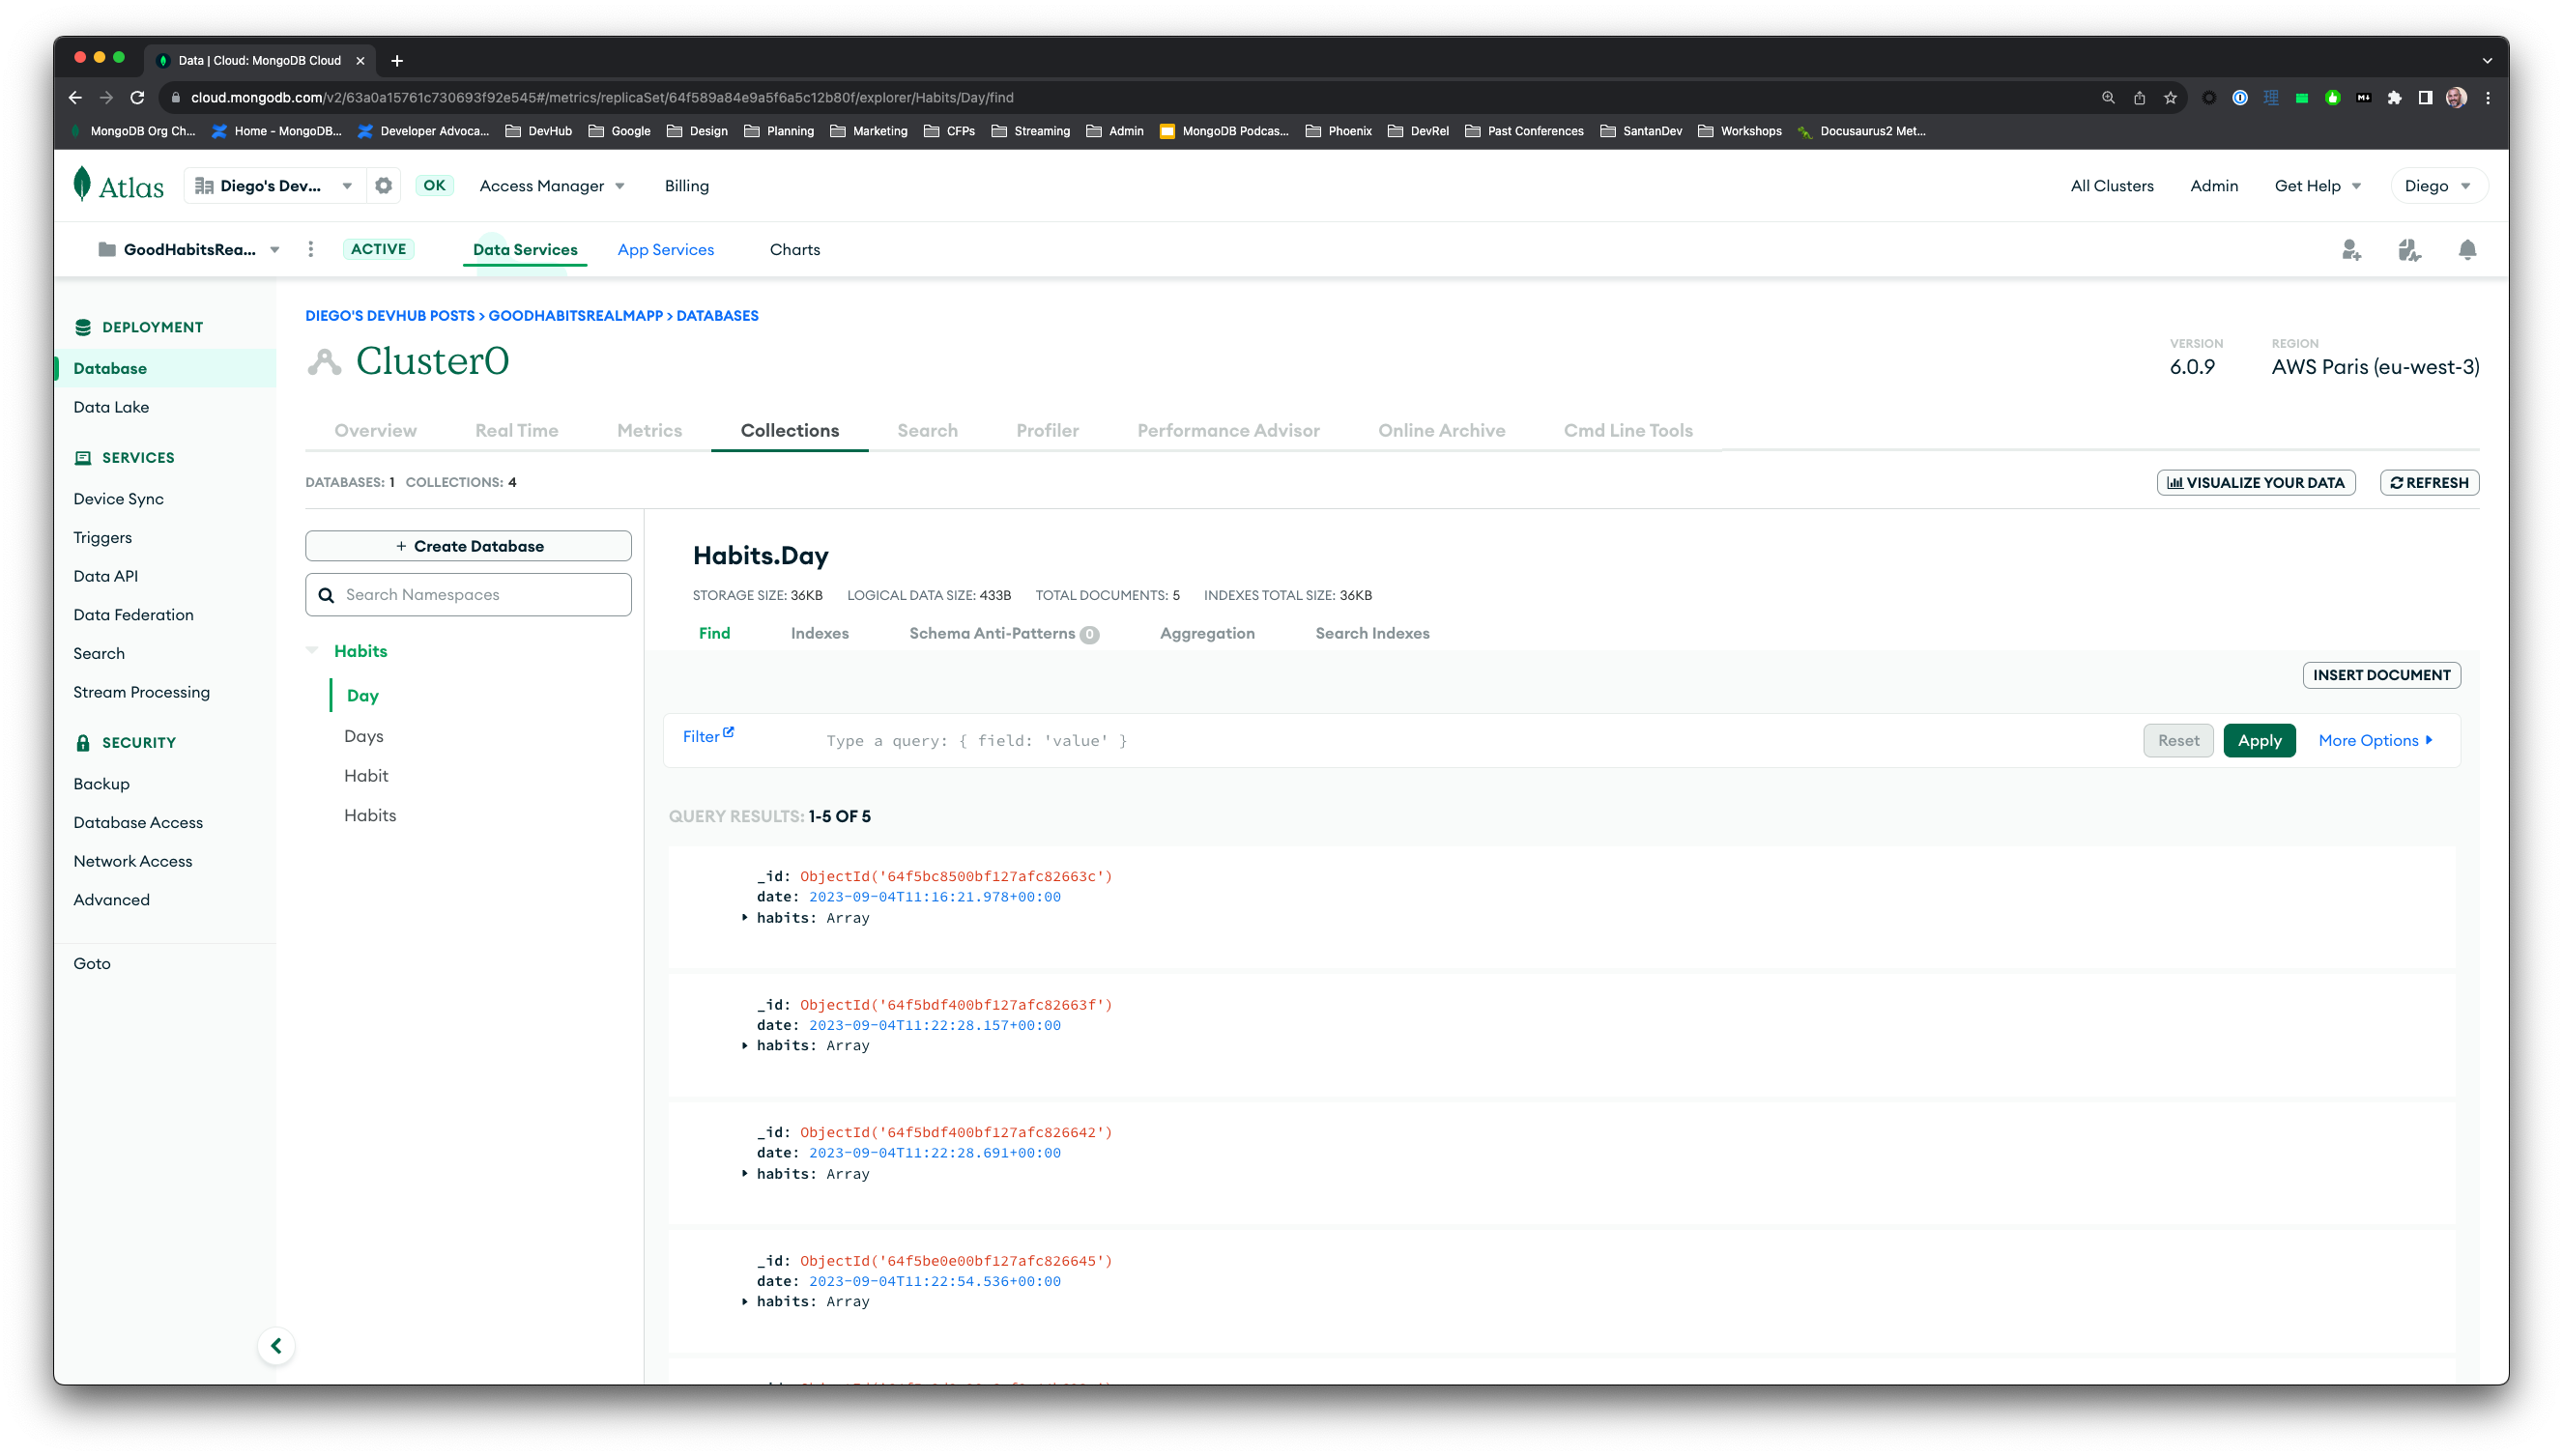 Data | Cloud: MongoDB Cloud
cloud.mongodb.com/v2/63a0a15761c730693f92e545#/metrics/replicaSet/64f589a84e9a5f6a5c12b80f/explorer/Habits/Day/find
MongoDB Org Ch... Home - MongoDB... Developer Advoca... DevHub Google Design Planning Marketing CFPs Streaming Admin MongoDB Podcas... Phoenix DevRel Past Conferences SantanDev Workshops Docusaurus2 Met...
Atlas Diego's Dev... OK Access Manager Billing All Clusters Admin Get Help Diego
GoodHabitsRea... ACTIVE Data Services App Services Charts
DEPLOYMENT
Database
Data Lake
SERVICES
Device Sync
Triggers
Data API
Data Federation
Search
Stream Processing
SECURITY
Backup
Database Access
Network Access
Advanced
Goto
DIEGO'S DEVHUB POSTS > GOODHABITSREALMAPP > DATABASES
Cluster0
VERSION
6.0.9
REGION
AWS Paris (eu-west-3)
Overview Real Time Metrics Collections Search Profiler Performance Advisor Online Archive Cmd Line Tools
DATABASES: 1 COLLECTIONS: 4
VISUALIZE YOUR DATA REFRESH
+ Create Database
Search Namespaces
Habits
Day
Days
Habit
Habits
Habits.Day
STORAGE SIZE: 36KB LOGICAL DATA SIZE: 433B TOTAL DOCUMENTS: 5 INDEXES TOTAL SIZE: 36KB
Find Indexes Schema Anti-Patterns 0 Aggregation Search Indexes
INSERT DOCUMENT
Filter Type a query: { field: 'value' } Reset Apply More Options
QUERY RESULTS: 1-5 OF 5
_id: ObjectId('64f5bc8500bf127afc82663c')
date: 2023-09-04T11:16:21.978+00:00
habits: Array
_id: ObjectId('64f5bdf400bf127afc82663f')
date: 2023-09-04T11:22:28.157+00:00
habits: Array
_id: ObjectId('64f5bdf400bf127afc826642')
date: 2023-09-04T11:22:28.691+00:00
habits: Array
_id: ObjectId('64f5be0e00bf127afc826645')
date: 2023-09-04T11:22:54.536+00:00
habits: Array